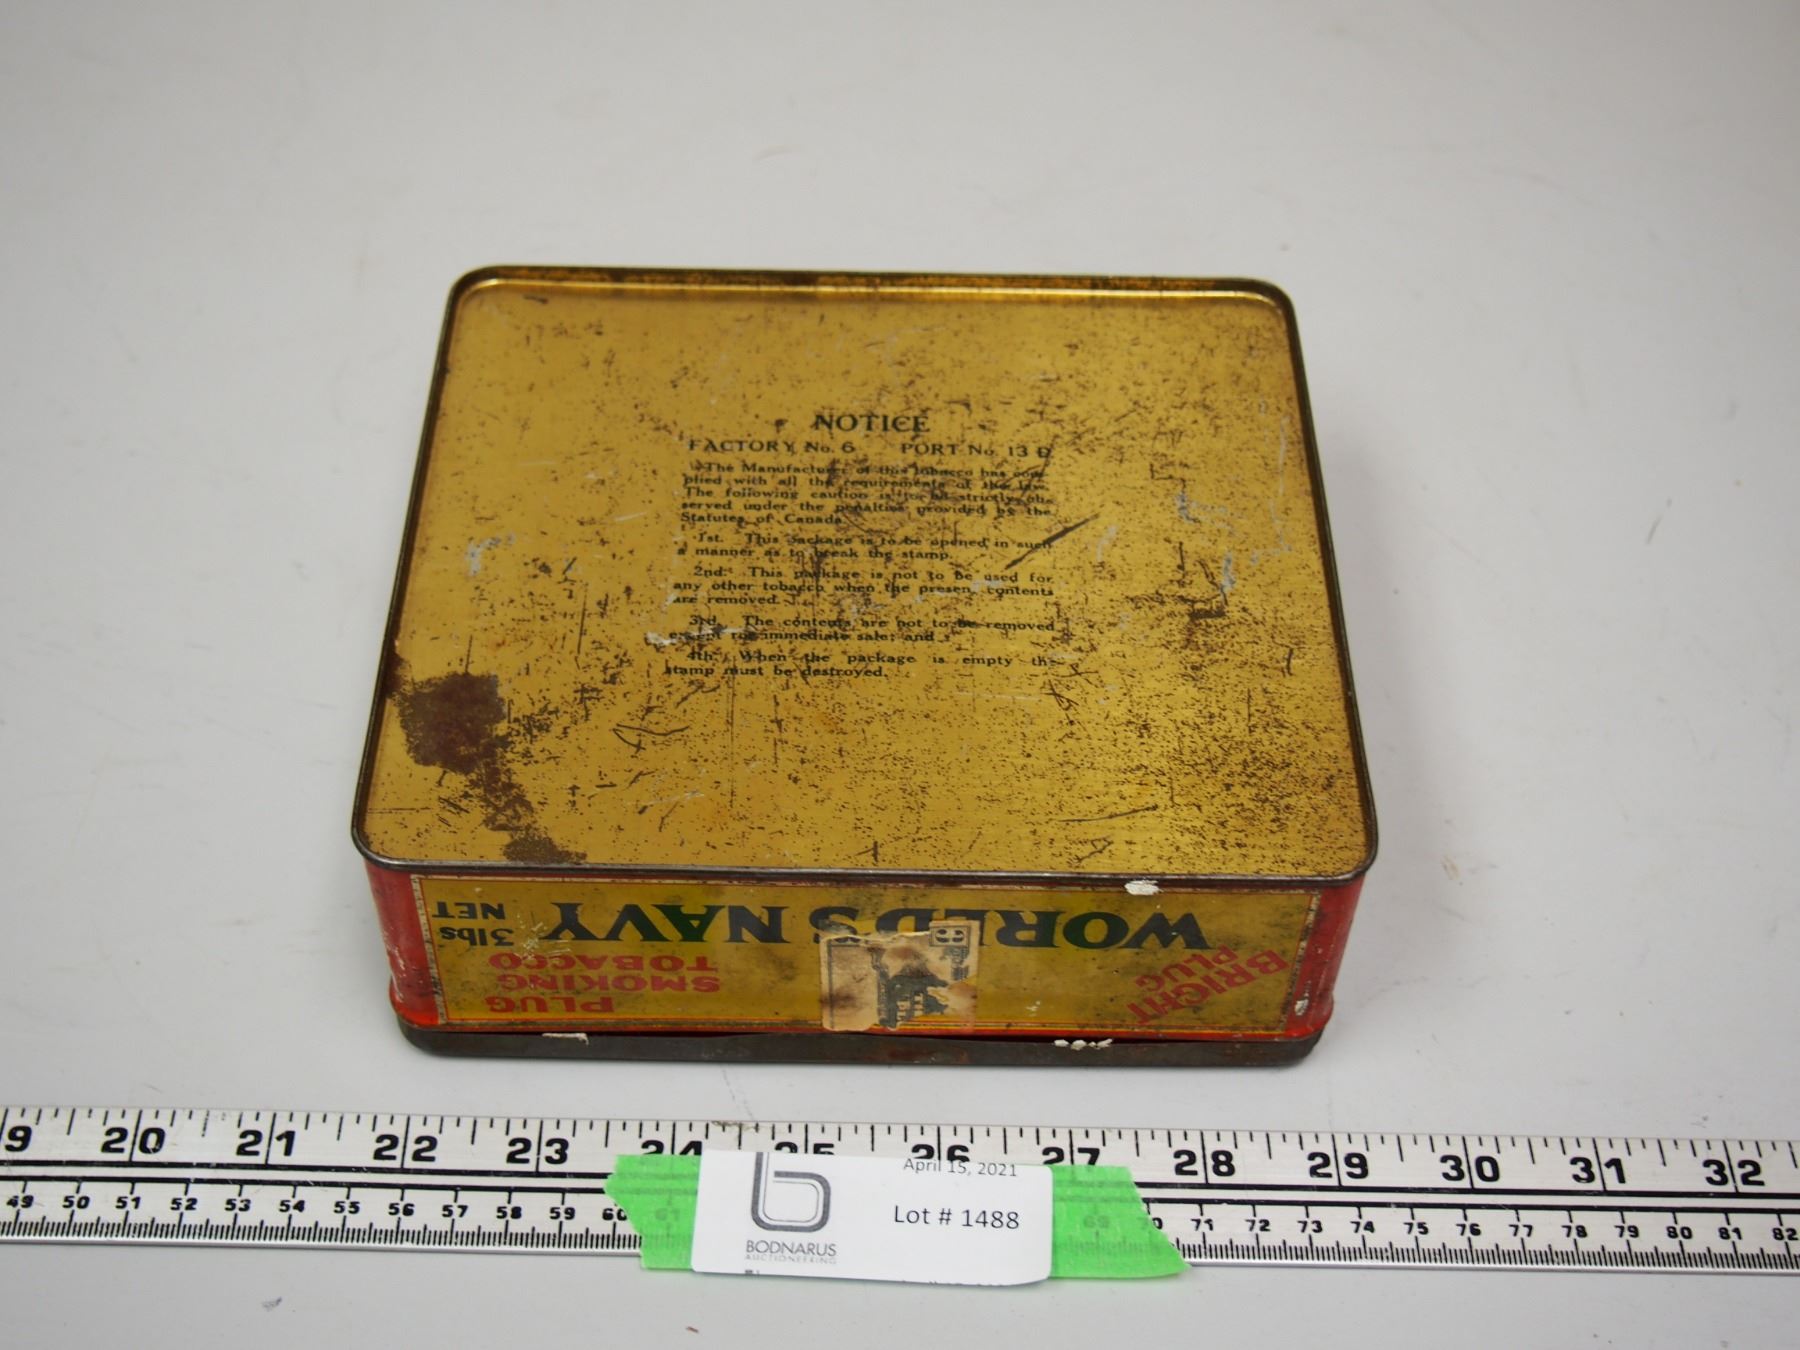 NOTICE
FACTORY No. 6 PORT No. 13 D
The Manufacturer of this tobacco has com-
plied with all the requirements of the law.
The following caution is to be strictly ob-
served under the penalties provided by the
Statutes of Canada.
1st. This package is to be opened in such
a manner as to break the stamp.
2nd. This package is not to be used for
any other tobacco when the present contents
are removed.
3rd. The contents are not to be removed
except for immediate sale; and
4th. When the package is empty the
stamp must be destroyed.
BRIGHT
PLUG
WORLD'S NAVY
3lbs
NET
PLUG
SMOKING
TOBACCO
9 20 21 22 23 24 25 26 27 28 29 30 31 32
49 50 51 52 53 54 55 56 57 58 59 60 61 69 70 71 72 73 74 75 76 77 78 79 80 81 82
April 15, 2021
Lot # 1488
BODNARUS
AUCTIONEERING